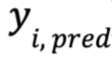 y_{i, pred}